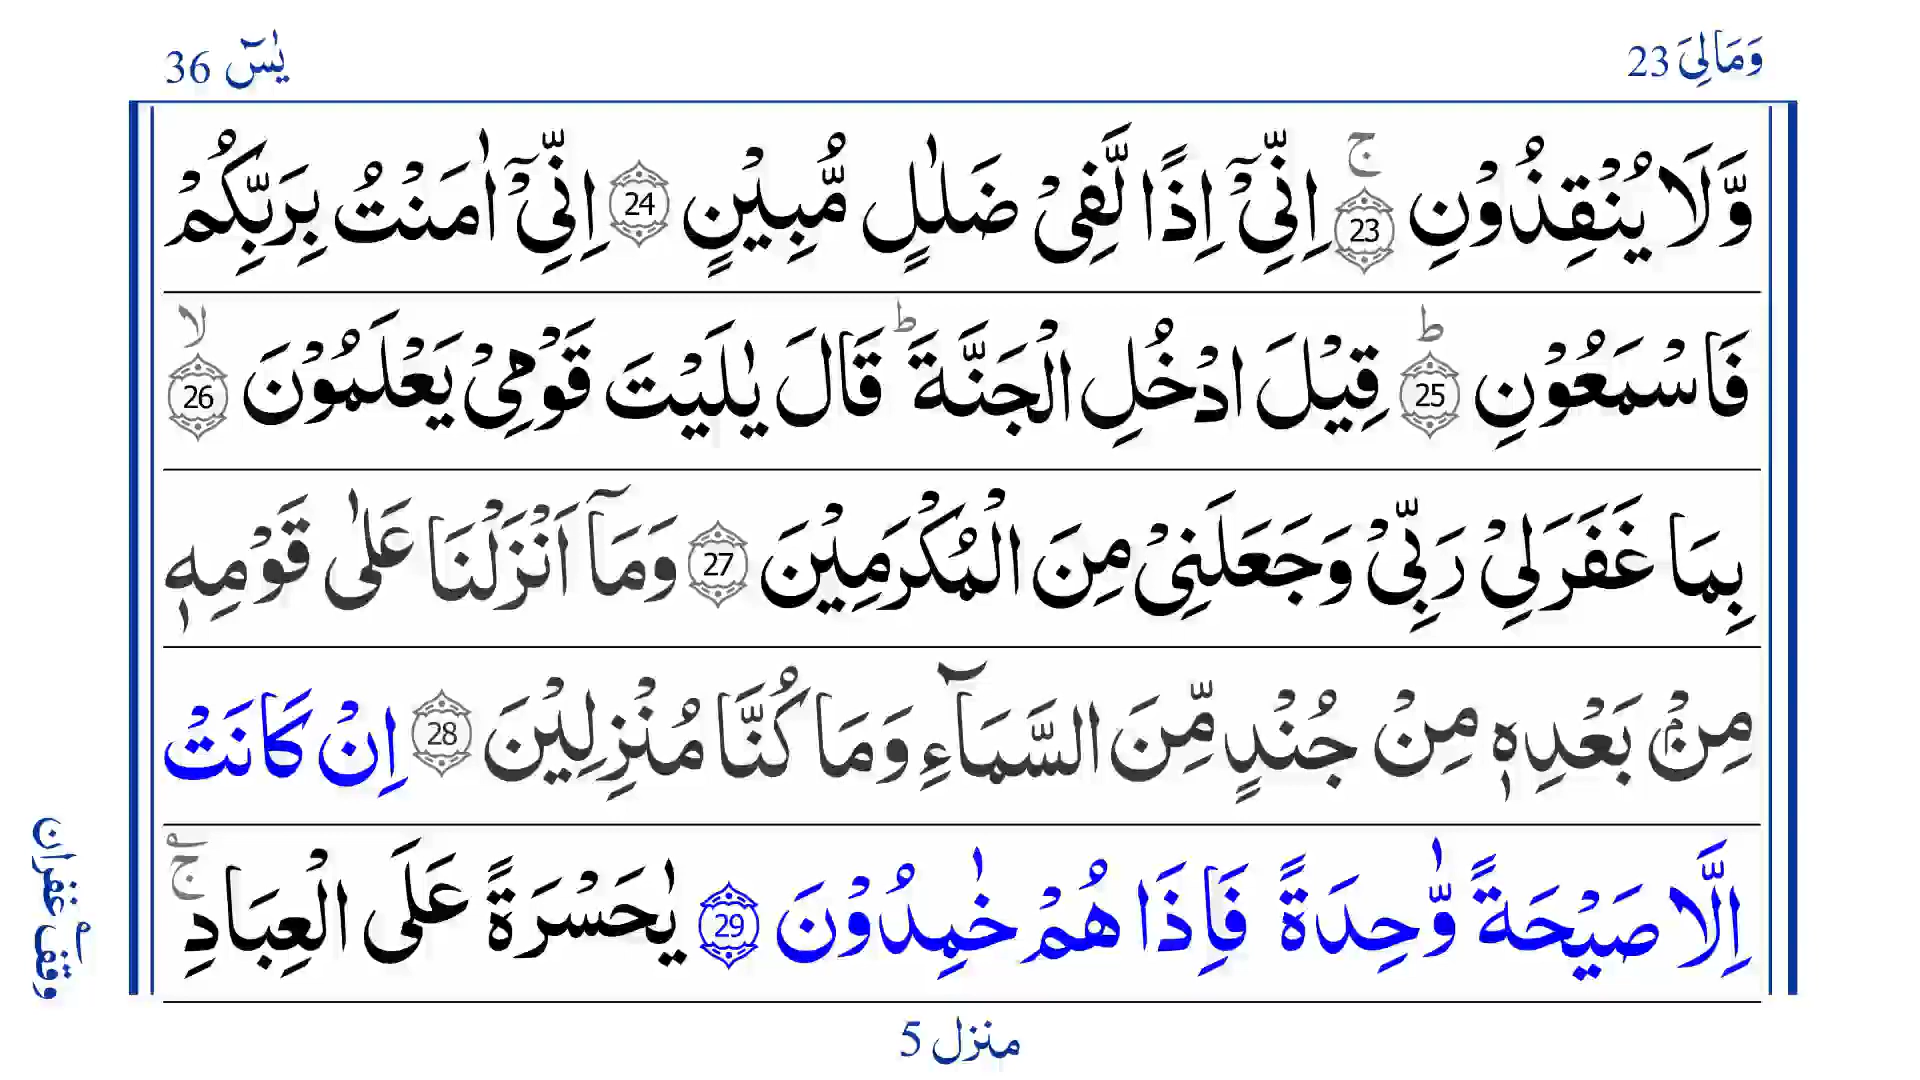 وَمَالِىَ 23
يٰسٓ 36
وَّلَا يُنْقِذُوْنِ ۚ 23 اِنِّىْٓ اِذًا لَّفِىْ ضَلٰلٍ مُّبِيْنٍ 24 اِنِّىْٓ اٰمَنْتُ بِرَبِّكُمْ
فَاسْمَعُوْنِ ؕ 25 قِيْلَ ادْخُلِ الْجَنَّةَ ؕ قَالَ يٰلَيْتَ قَوْمِىْ يَعْلَمُوْنَ ۙ 26
بِمَا غَفَرَلِىْ رَبِّىْ وَجَعَلَنِىْ مِنَ الْمُكْرَمِيْنَ 27 وَمَآ اَنْزَلْنَا عَلٰى قَوْمِهٖ
مِنْۢ بَعْدِهٖ مِنْ جُنْدٍ مِّنَ السَّمَآءِ وَمَا كُنَّا مُنْزِلِيْنَ 28 اِنْ كَانَتْ
اِلَّا صَيْحَةً وَّاحِدَةً فَاِذَا هُمْ خٰمِدُوْنَ 29 يٰحَسْرَةً عَلَى الْعِبَادِ ۚ
وقف غفران
منزل 5